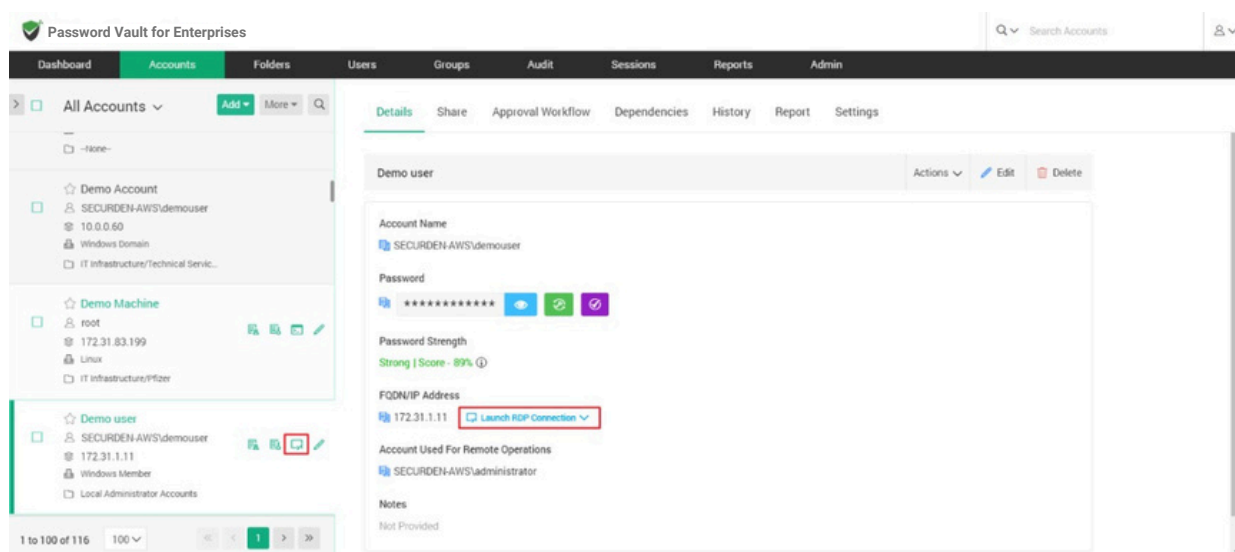 Password Vault for Enterprises
Search Accounts
Dashboard Accounts Folders Users Groups Audit Sessions Reports Admin
All Accounts
Add More
-None-
Demo Account
SECURDEN-AWS\demouser
10.0.0.60
Windows Domain
IT Infrastructure/Technical Servic...
Demo Machine
root
172.31.83.199
Linux
IT Infrastructure/Pfizer
Demo user
SECURDEN-AWS\demouser
172.31.1.11
Windows Member
Local Administrator Accounts
1 to 100 of 116 100 « ‹ 1 › »
Details Share Approval Workflow Dependencies History Report Settings
Demo user Actions Edit Delete
Account Name
SECURDEN-AWS\demouser
Password
************
Password Strength
Strong | Score - 89%
FQDN/IP Address
172.31.1.11 Launch RDP Connection
Account Used For Remote Operations
SECURDEN-AWS\administrator
Notes
Not Provided